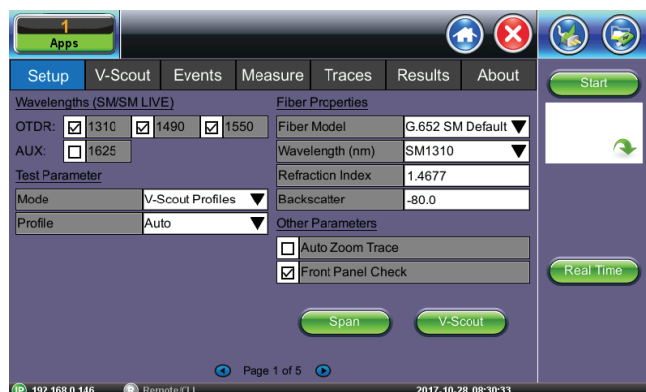 1
Apps
Setup V-Scout Events Measure Traces Results About
Start
Wavelengths (SM/SM LIVE)
OTDR: 1310 1490 1550
AUX: 1625
Test Parameter
Mode V-Scout Profiles
Profile Auto
Fiber Properties
Fiber Model G.652 SM Default
Wavelength (nm) SM1310
Refraction Index 1.4677
Backscatter -80.0
Other Parameters
Auto Zoom Trace
Front Panel Check
Real Time
Span V-Scout
Page 1 of 5
IP 192.168.0.146 R Remote/CLI 2017-10-28 08:30:33